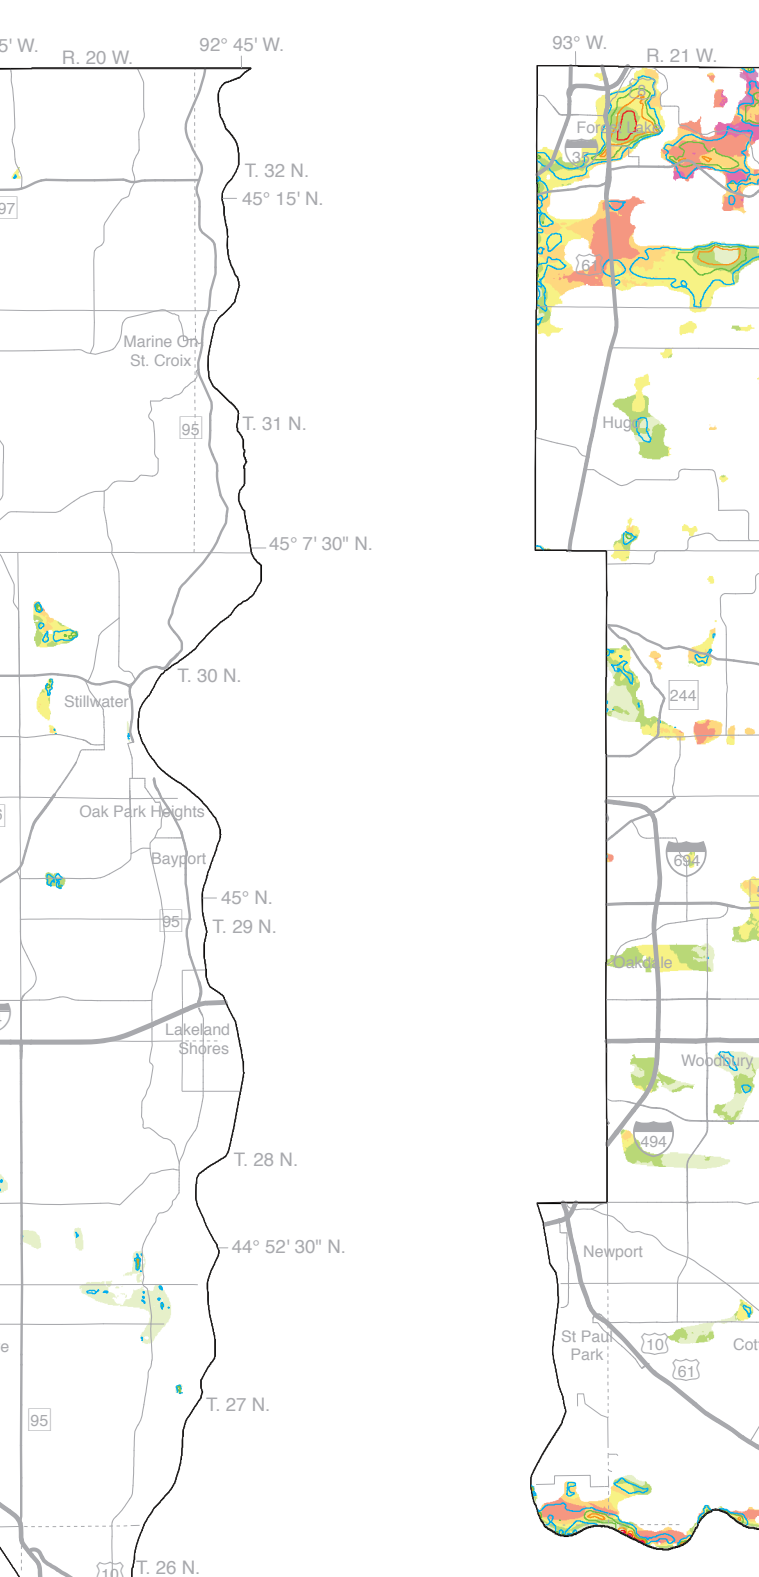 5' W.
R. 20 W.
92° 45' W.
T. 32 N.
45° 15' N.
97
Marine On
St. Croix
95
T. 31 N.
45° 7' 30" N.
T. 30 N.
Stillwater
Oak Park Heights
Bayport
45° N.
95
T. 29 N.
Lakeland
Shores
T. 28 N.
44° 52' 30" N.
e
T. 27 N.
95
10
T. 26 N.
93° W.
R. 21 W.
Forest Lake
35
61
Hugo
244
694
Oakdale
Woodbury
494
Newport
St Paul
Park
10
61
Cot